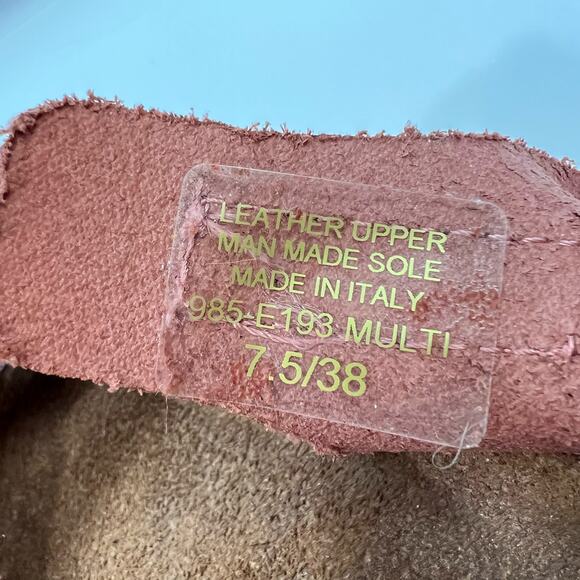 LEATHER UPPER
MAN MADE SOLE
MADE IN ITALY
985-E193 MULTI
7.5/38